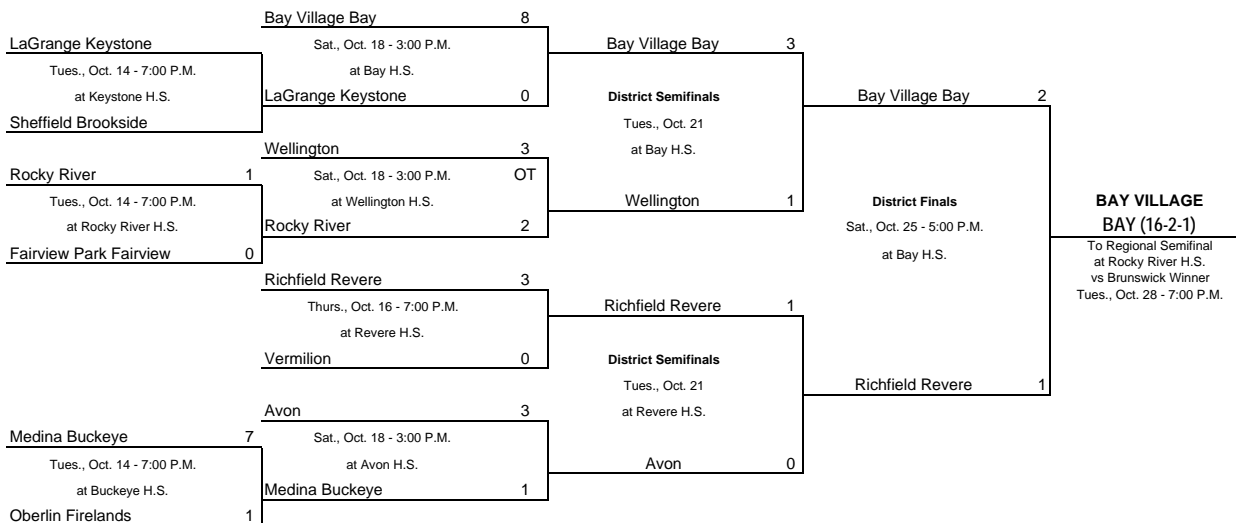 Bay Village Bay 8
LaGrange Keystone
Sat., Oct. 18 - 3:00 P.M.
Bay Village Bay 3
Tues., Oct. 14 - 7:00 P.M.
at Bay H.S.
at Keystone H.S.
LaGrange Keystone 0
District Semifinals
Bay Village Bay 2
Sheffield Brookside
Tues., Oct. 21
Wellington 3
at Bay H.S.
Rocky River 1
Sat., Oct. 18 - 3:00 P.M. OT
Tues., Oct. 14 - 7:00 P.M.
at Wellington H.S.
Wellington 1
District Finals
BAY VILLAGE
at Rocky River H.S.
Rocky River 2
Sat., Oct. 25 - 5:00 P.M.
BAY (16-2-1)
Fairview Park Fairview 0
at Bay H.S.
To Regional Semifinal
at Rocky River H.S.
vs Brunswick Winner
Tues., Oct. 28 - 7:00 P.M.
Richfield Revere 3
Thurs., Oct. 16 - 7:00 P.M.
Richfield Revere 1
at Revere H.S.
Vermilion 0
District Semifinals
Tues., Oct. 21
Richfield Revere 1
at Revere H.S.
Avon 3
Medina Buckeye 7
Sat., Oct. 18 - 3:00 P.M.
Tues., Oct. 14 - 7:00 P.M.
at Avon H.S.
Avon 0
at Buckeye H.S.
Medina Buckeye 1
Oberlin Firelands 1